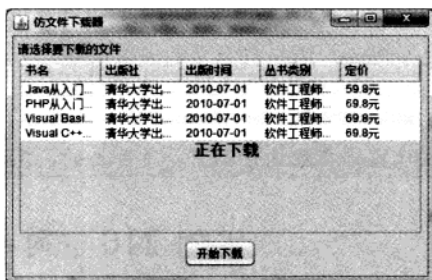 仿文件下载器
请选择要下载的文件
书名 出版社 出版时间 丛书类别 定价
Java从入门... 清华大学出... 2010-07-01 软件工程师... 59.8元
PHP从入门... 清华大学出... 2010-07-01 软件工程师... 69.8元
Visual Basi... 清华大学出... 2010-07-01 软件工程师... 69.8元
Visual C++... 清华大学出... 2010-07-01 软件工程师... 69.8元
正在下载
开始下载